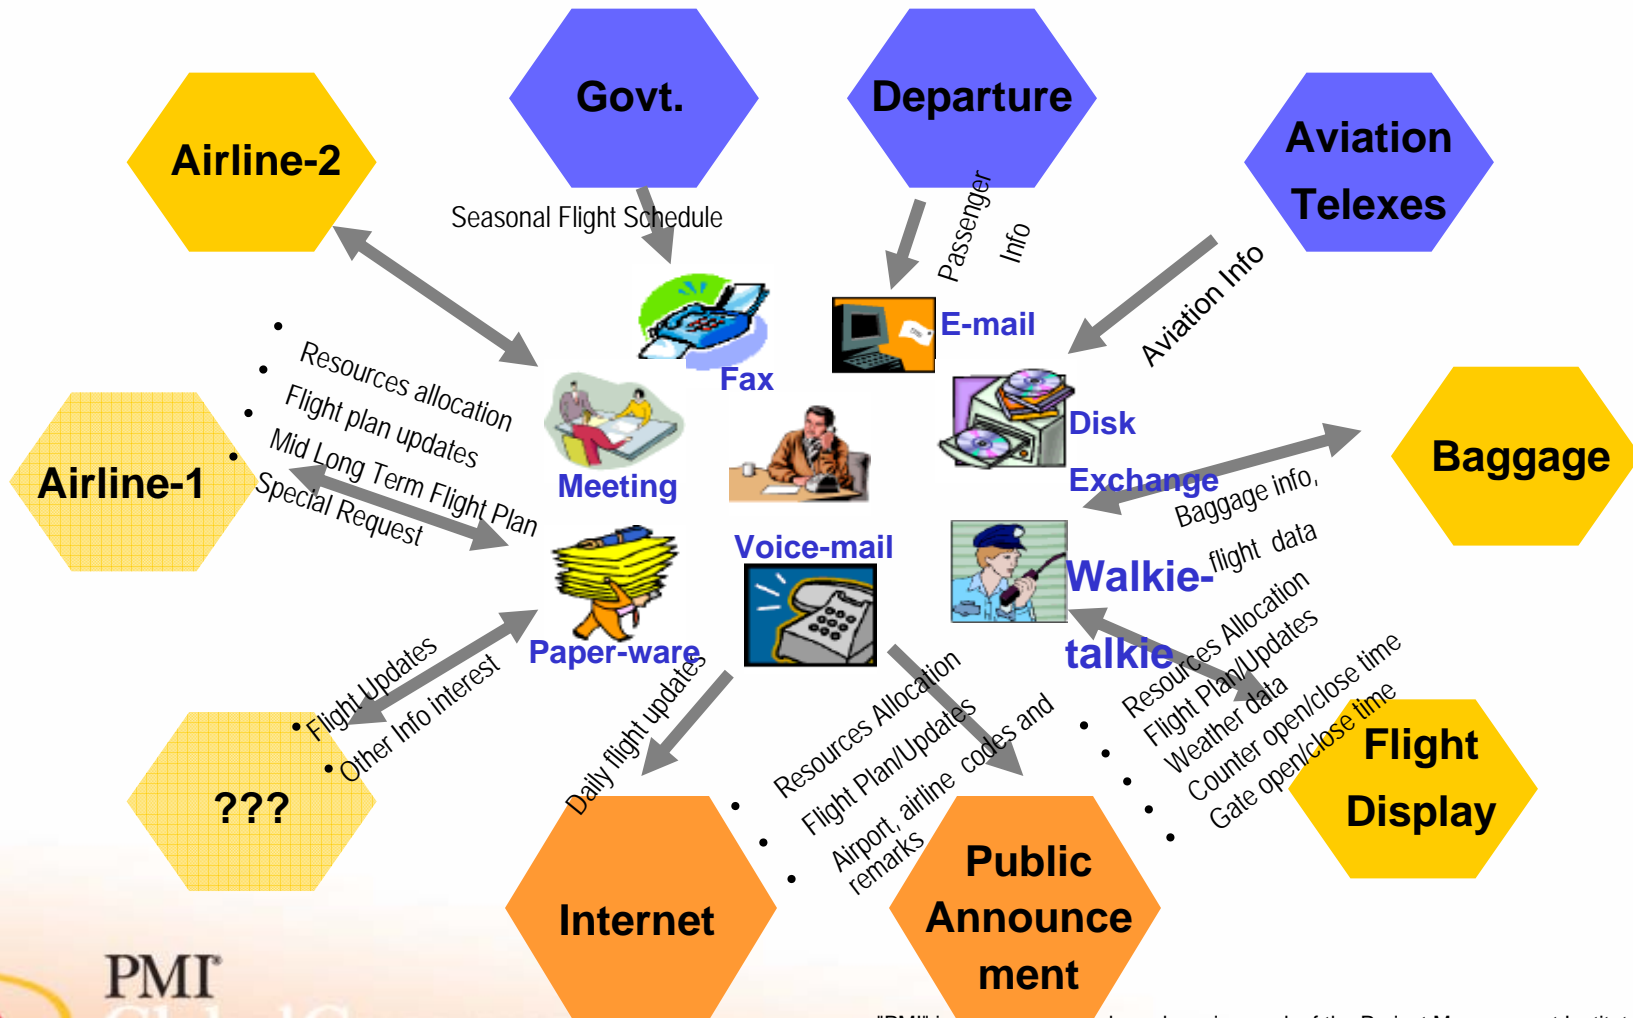 Govt.
Departure
Aviation
Telexes
Airline-2
Seasonal Flight Schedule
Passenger
Info
Aviation Info
E-mail
Fax
• Resources allocation
• Flight plan updates
• Mid Long Term Flight Plan
• Special Request
Airline-1
Meeting
Disk
Exchange
Baggage
Baggage info,
flight data
Voice-mail
Walkie-
talkie
Paper-ware
• Flight Updates
• Other Info interest
???
Daily flight updates
• Resources Allocation
• Flight Plan/Updates
• Airport, airline codes and
remarks
• Resources Allocation
• Flight Plan/Updates
• Weather data
• Counter open/close time
• Gate open/close time
Flight
Display
Internet
Public
Announce
ment
PMI